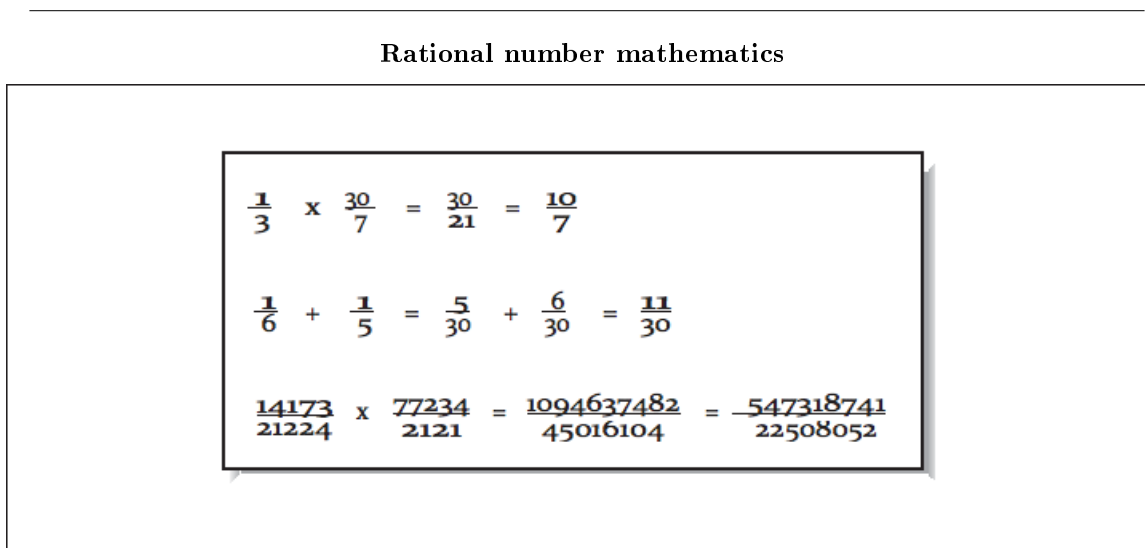 Rational number mathematics
1/3 x 30/7 = 30/21 = 10/7
1/6 + 1/5 = 5/30 + 6/30 = 11/30
14173/21224 x 77234/2121 = 1094637482/45016104 = 547318741/22508052